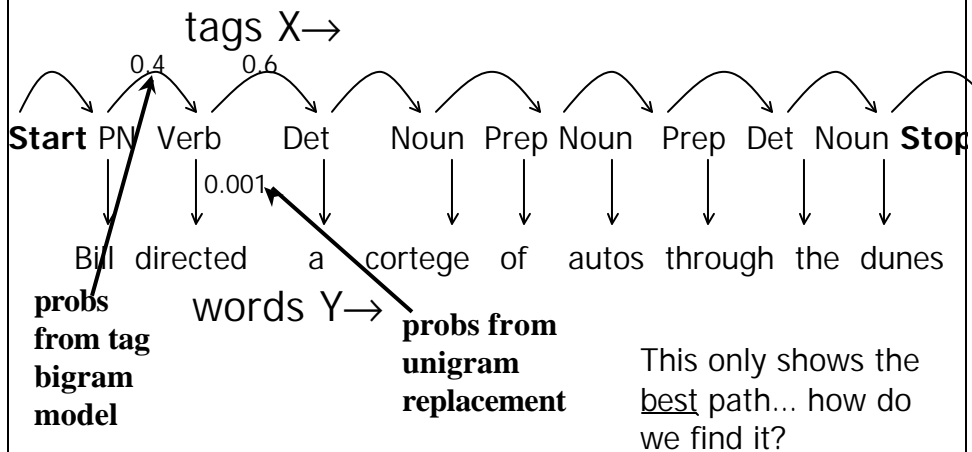 tags X→
0.4 0.6
Start PN Verb Det Noun Prep Noun Prep Det Noun Stop
0.001
Bill directed a cortege of autos through the dunes
words Y→
probs
from tag
bigram
model
probs from
unigram
replacement
This only shows the
best path... how do
we find it?